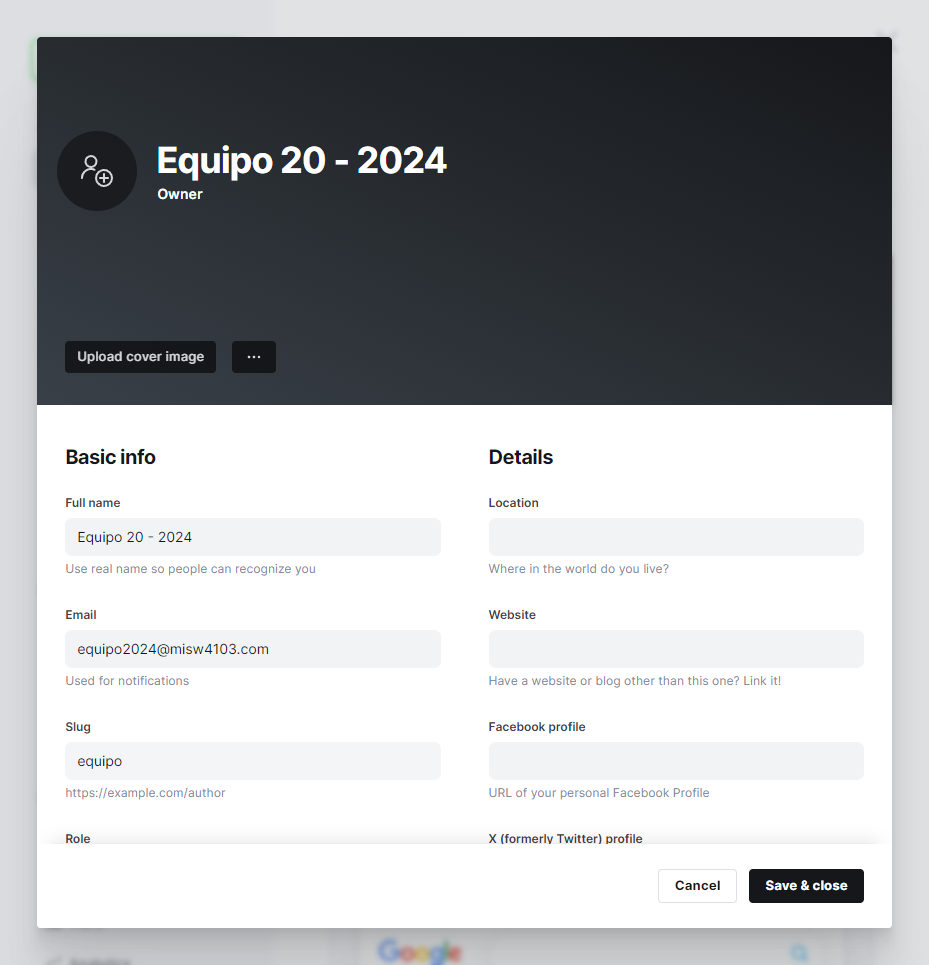 Equipo 20 - 2024
Owner
Upload cover image
Basic info
Full name
Equipo 20 - 2024
Use real name so people can recognize you
Email
equipo2024@misw4103.com
Used for notifications
Slug
equipo
https://example.com/author
Role
Details
Location
Where in the world do you live?
Website
Have a website or blog other than this one? Link it!
Facebook profile
URL of your personal Facebook Profile
X (formerly Twitter) profile
Cancel
Save & close
Analytics
Google